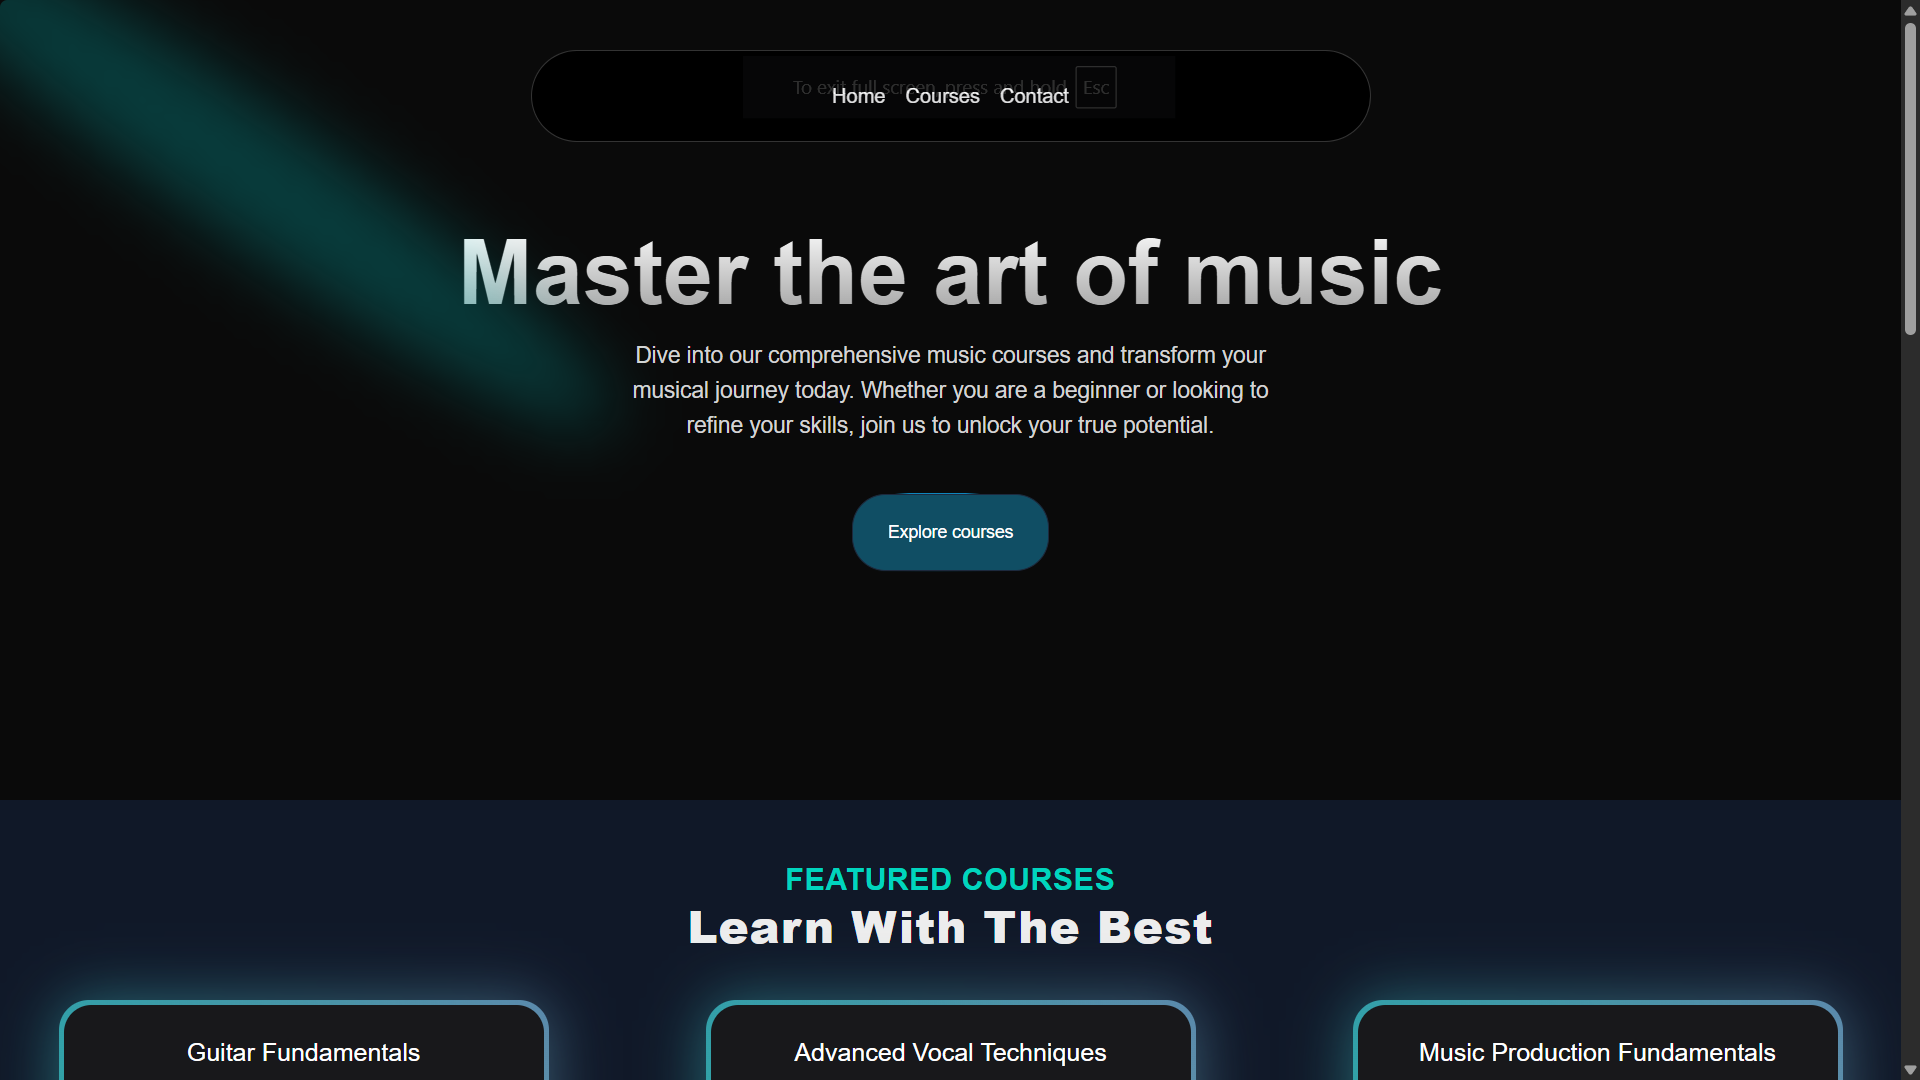 To exit full screen, press and hold Esc
Home Courses Contact
Master the art of music
Dive into our comprehensive music courses and transform your
musical journey today. Whether you are a beginner or looking to
refine your skills, join us to unlock your true potential.
Explore courses
FEATURED COURSES
Learn With The Best
Guitar Fundamentals
Advanced Vocal Techniques
Music Production Fundamentals